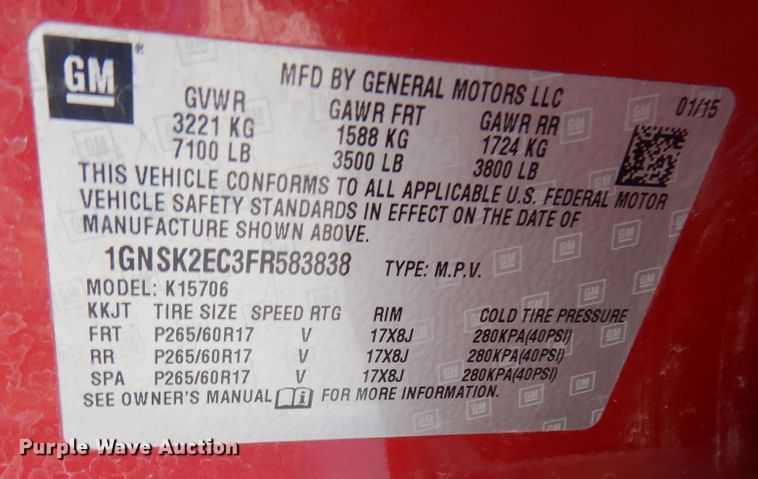 GM ®
MFD BY GENERAL MOTORS LLC
01/15
GVWR GAWR FRT GAWR RR
3221 KG 1588 KG 1724 KG
7100 LB 3500 LB 3800 LB
THIS VEHICLE CONFORMS TO ALL APPLICABLE U.S. FEDERAL MOTOR
VEHICLE SAFETY STANDARDS IN EFFECT ON THE DATE OF
MANUFACTURE SHOWN ABOVE.
1GNSK2EC3FR583838 TYPE: M.P.V.
MODEL: K15706
KKJT TIRE SIZE SPEED RTG RIM COLD TIRE PRESSURE
FRT P265/60R17 V 17X8J 280KPA(40PSI)
RR P265/60R17 V 17X8J 280KPA(40PSI)
SPA P265/60R17 V 17X8J 280KPA(40PSI)
SEE OWNER'S MANUAL FOR MORE INFORMATION.
Purple Wave Auction